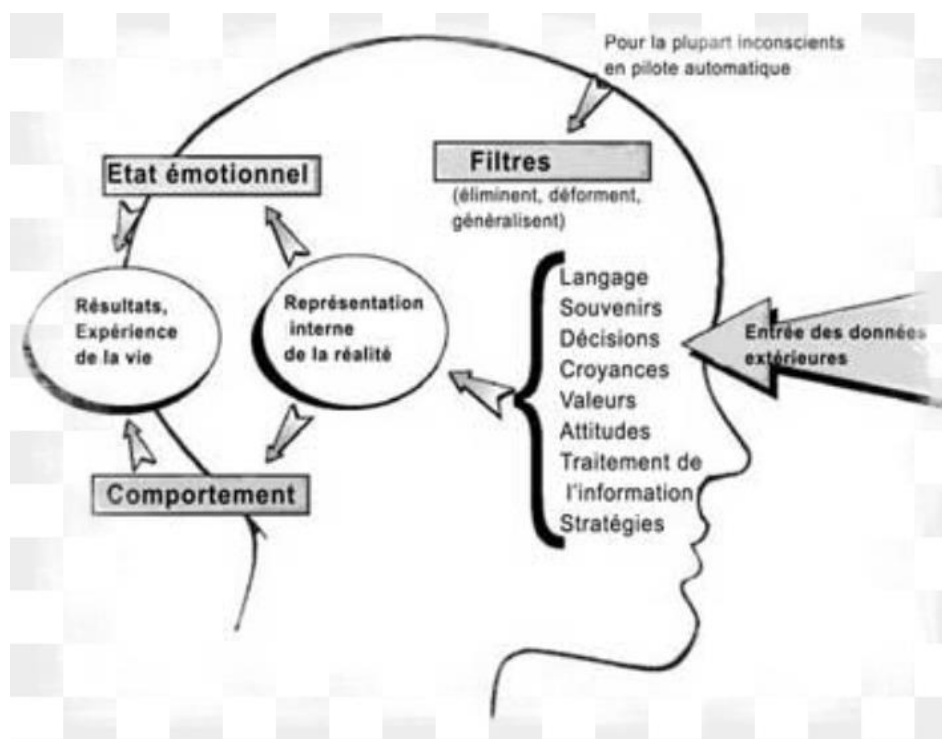 Pour la plupart inconscients
en pilote automatique
Etat émotionnel
Filtres
(éliminent, déforment,
généralisent)
Résultats,
Expérience
de la vie
Représentation
interne
de la réalité
Langage
Souvenirs
Décisions
Croyances
Valeurs
Attitudes
Traitement de
l'information
Stratégies
Entrée des données
extérieures
Comportement